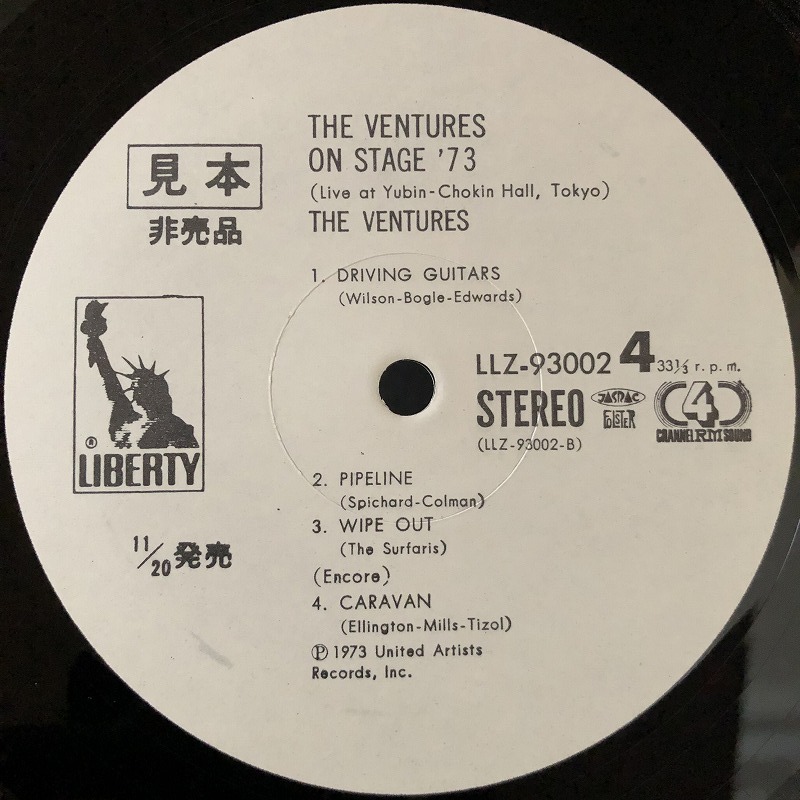 THE VENTURES
ON STAGE '73
(Live at Yubin-Chokin Hall, Tokyo)
THE VENTURES
見本
非売品
1. DRIVING GUITARS
(Wilson-Bogle-Edwards)
LLZ-93002 4 33⅓ r. p. m.
STEREO JASRAC
FOLSTER
4
CHANNEL RM SOUND
(LLZ-93002-B)
® LIBERTY
2. PIPELINE
(Spichard-Colman)
3. WIPE OUT
(The Surfaris)
(Encore)
4. CARAVAN
(Ellington-Mills-Tizol)
Ⓟ 1973 United Artists
Records, Inc.
11/20 発売